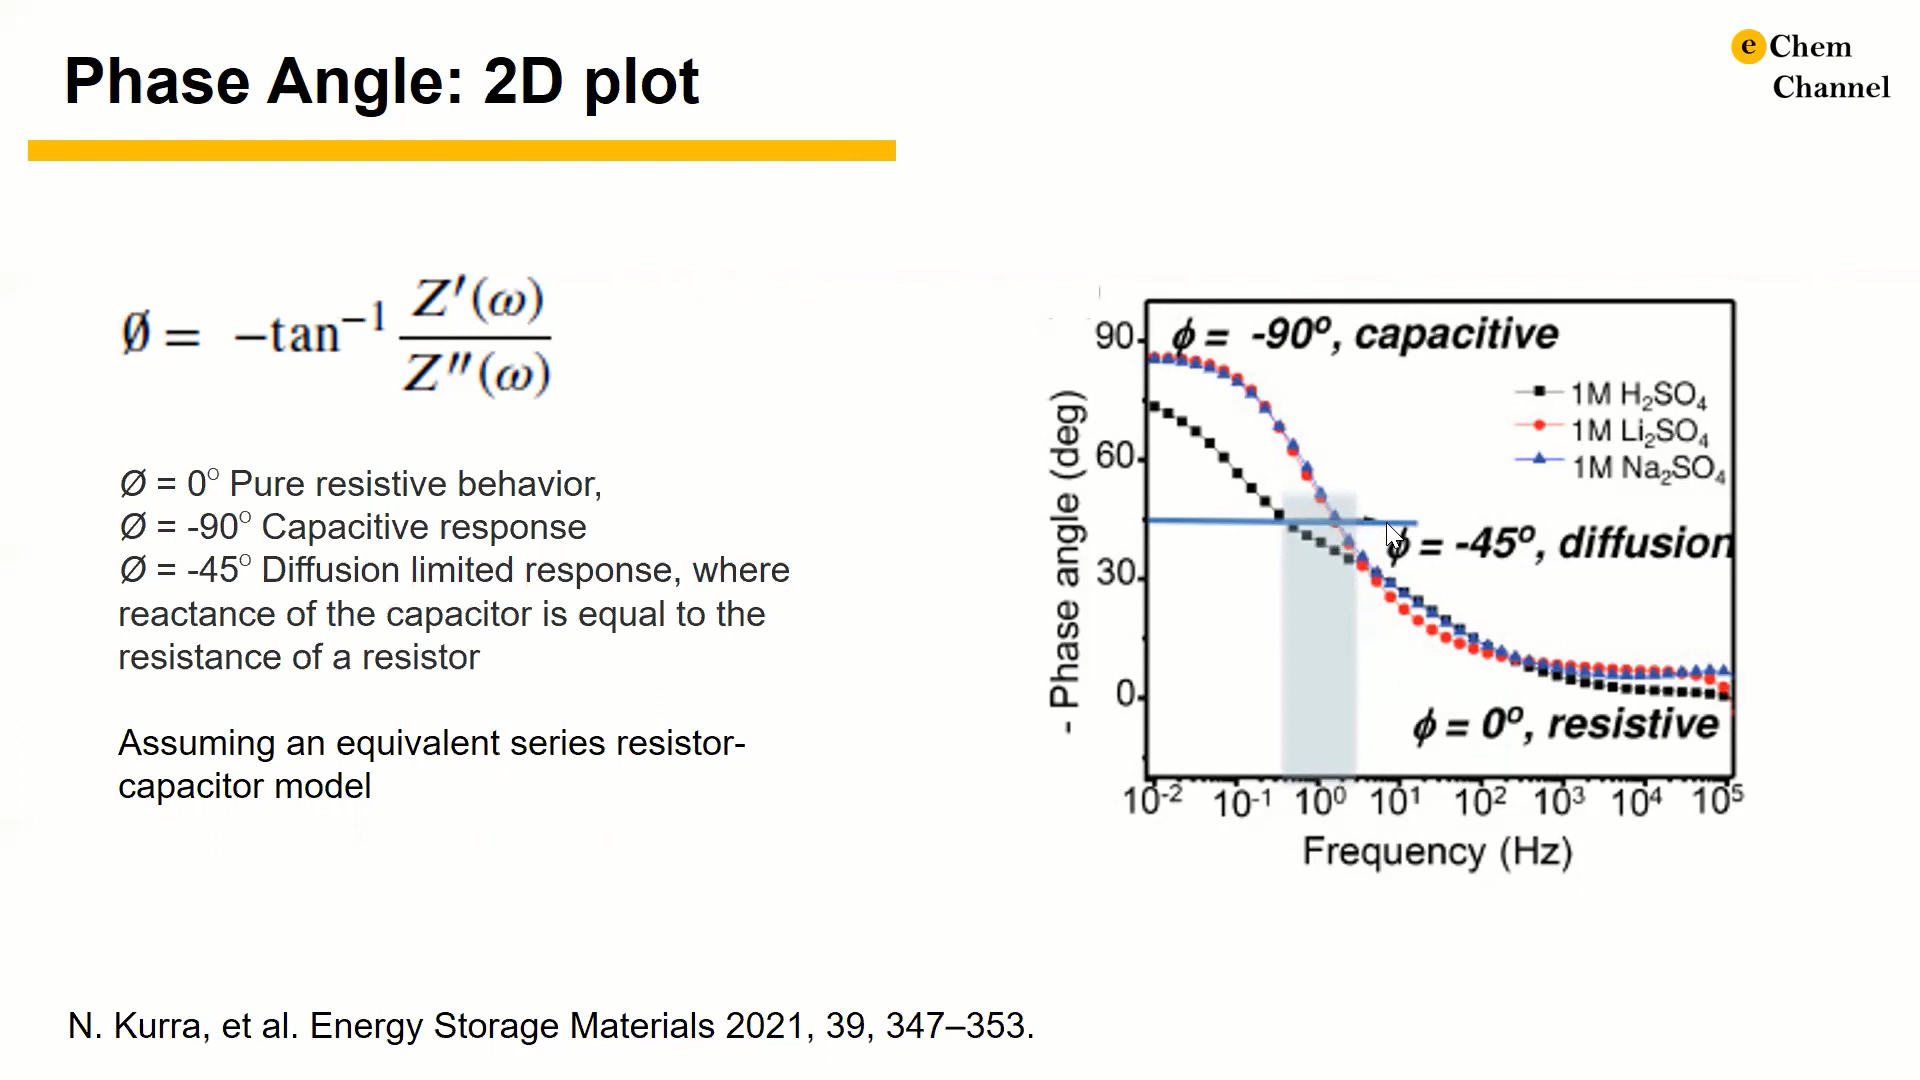 Phase Angle: 2D plot
e Chem
Channel
Ø = -tan⁻¹ Z′(ω) / Z″(ω)
Ø = 0° Pure resistive behavior,
Ø = -90° Capacitive response
Ø = -45° Diffusion limited response, where
reactance of the capacitor is equal to the
resistance of a resistor
Assuming an equivalent series resistor-
capacitor model
- Phase angle (deg)
90
60
30
0
ϕ = -90°, capacitive
1M H₂SO₄
1M Li₂SO₄
1M Na₂SO₄
ϕ = -45°, diffusion
ϕ = 0°, resistive
10⁻² 10⁻¹ 10⁰ 10¹ 10² 10³ 10⁴ 10⁵
Frequency (Hz)
N. Kurra, et al. Energy Storage Materials 2021, 39, 347–353.